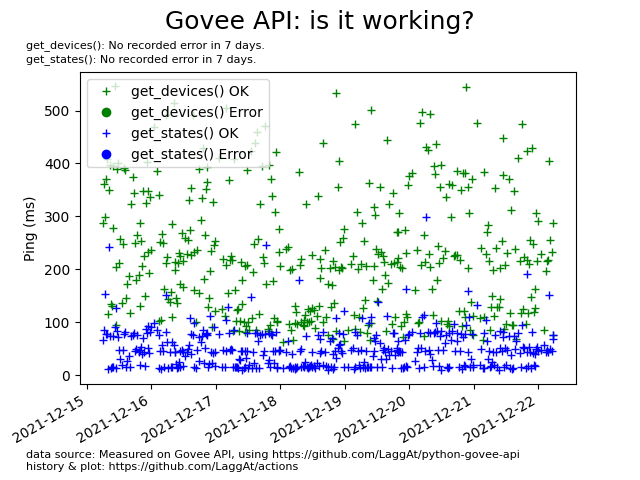 Govee API: is it working?
get_devices(): No recorded error in 7 days.
get_states(): No recorded error in 7 days.
get_devices() OK
get_devices() Error
get_states() OK
get_states() Error
Ping (ms)
500
400
300
200
100
0
2021-12-15
2021-12-16
2021-12-17
2021-12-18
2021-12-19
2021-12-20
2021-12-21
2021-12-22
data source: Measured on Govee API, using https://github.com/LaggAt/python-govee-api
history & plot: https://github.com/LaggAt/actions